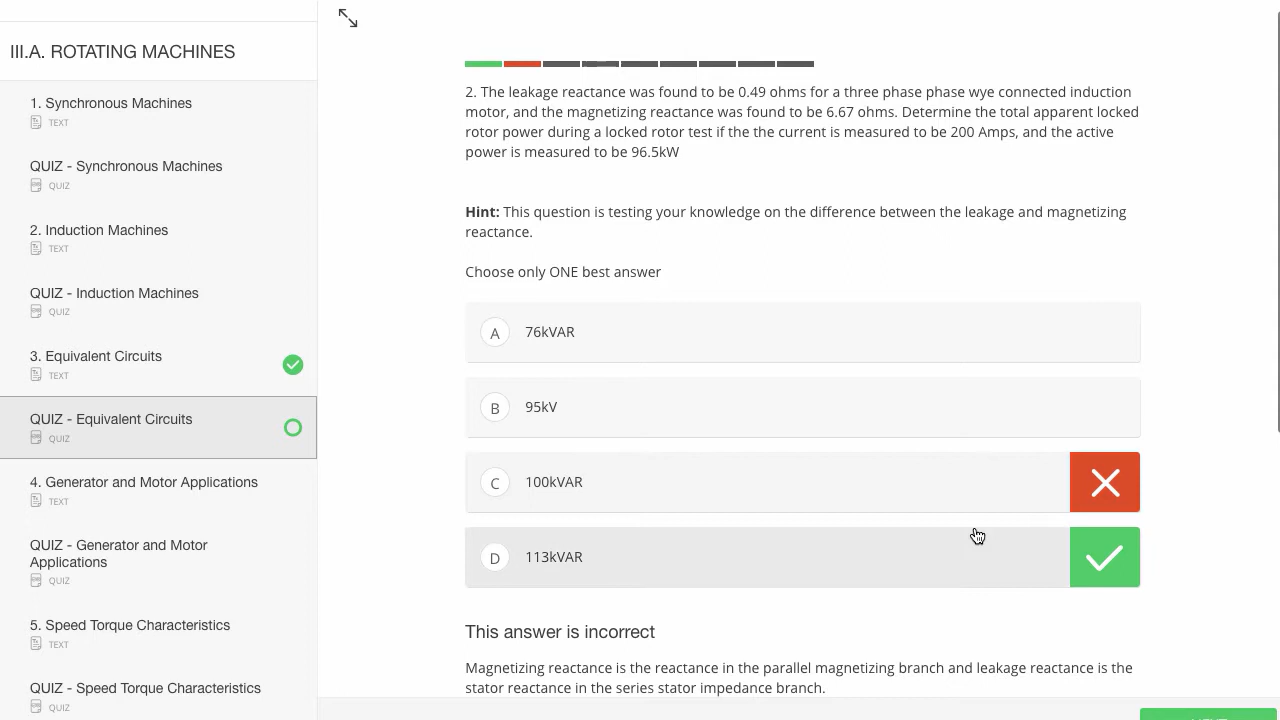 III.A. ROTATING MACHINES
1. Synchronous Machines
TEXT
QUIZ - Synchronous Machines
QUIZ
2. Induction Machines
TEXT
QUIZ - Induction Machines
QUIZ
3. Equivalent Circuits
TEXT
QUIZ - Equivalent Circuits
QUIZ
4. Generator and Motor Applications
TEXT
QUIZ - Generator and Motor
Applications
QUIZ
5. Speed Torque Characteristics
TEXT
QUIZ - Speed Torque Characteristics
QUIZ
2. The leakage reactance was found to be 0.49 ohms for a three phase phase wye connected induction
motor, and the magnetizing reactance was found to be 6.67 ohms. Determine the total apparent locked
rotor power during a locked rotor test if the the current is measured to be 200 Amps, and the active
power is measured to be 96.5kW
Hint: This question is testing your knowledge on the difference between the leakage and magnetizing
reactance.
Choose only ONE best answer
A 76kVAR
B 95kV
C 100kVAR
D 113kVAR
This answer is incorrect
Magnetizing reactance is the reactance in the parallel magnetizing branch and leakage reactance is the
stator reactance in the series stator impedance branch.